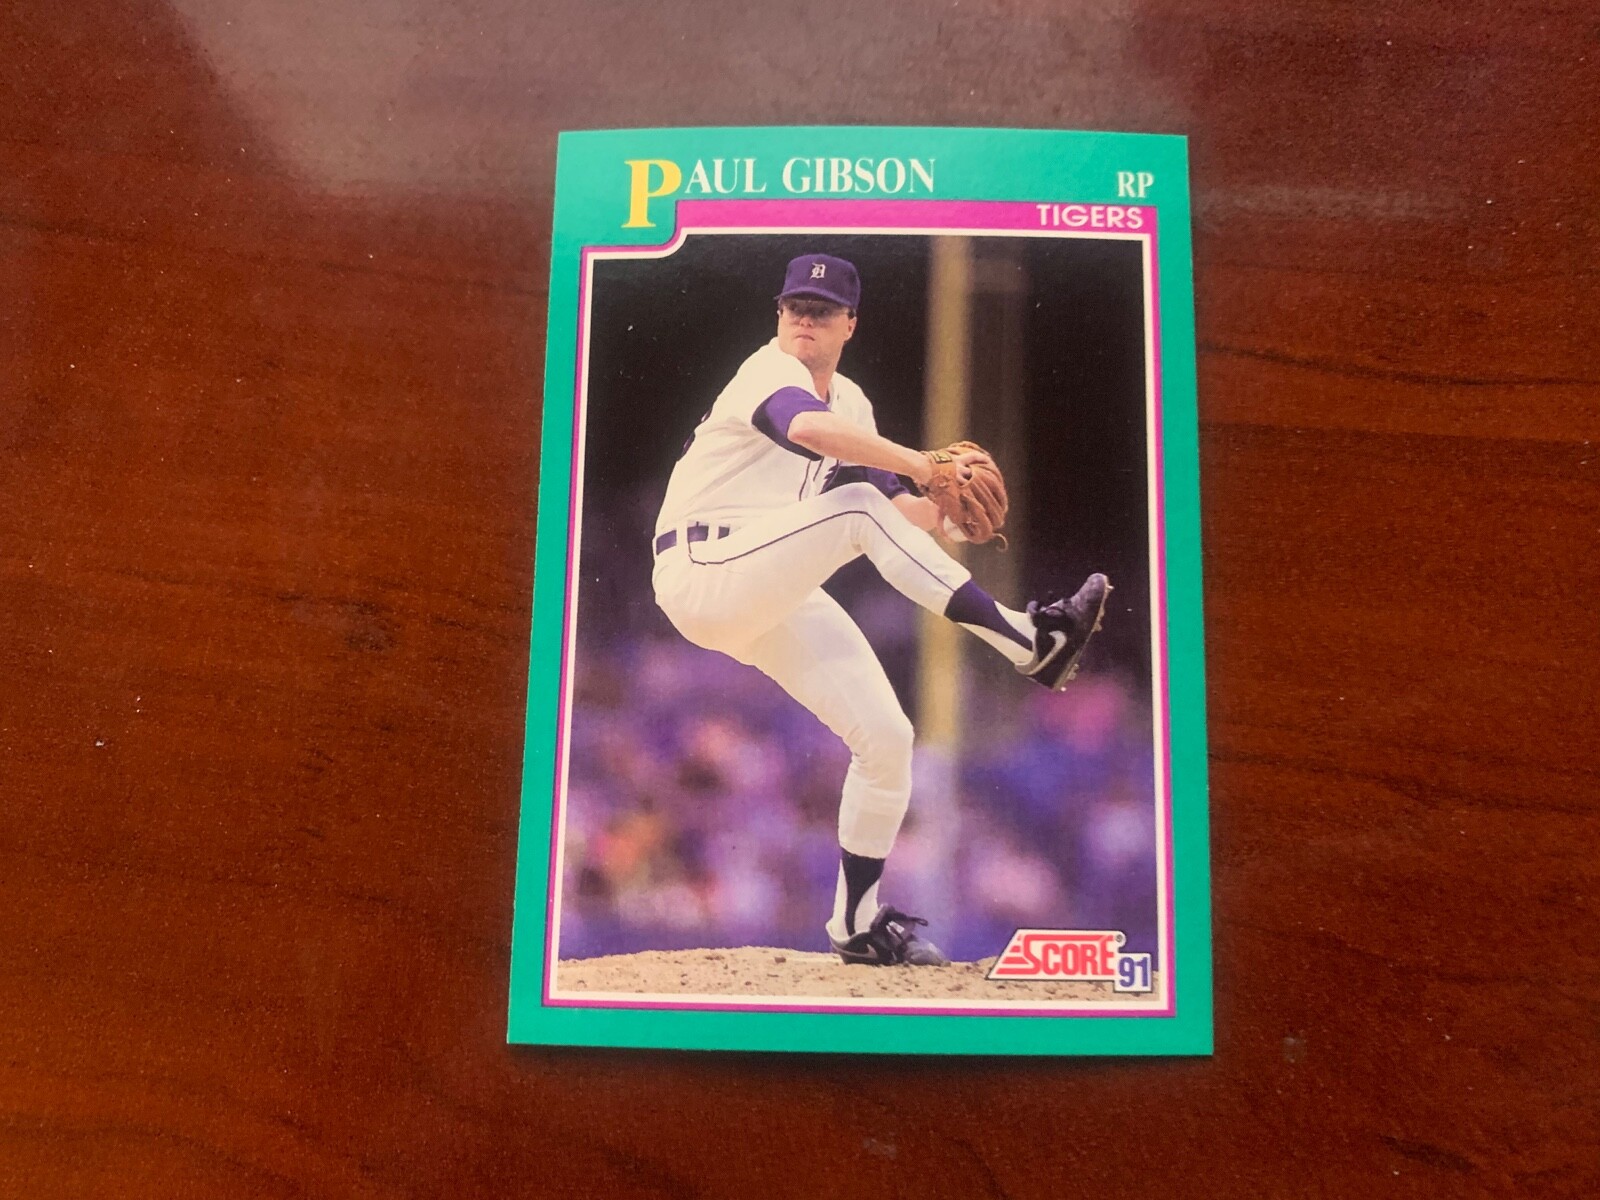 PAUL GIBSON
RP
TIGERS
D
SCORE®
91